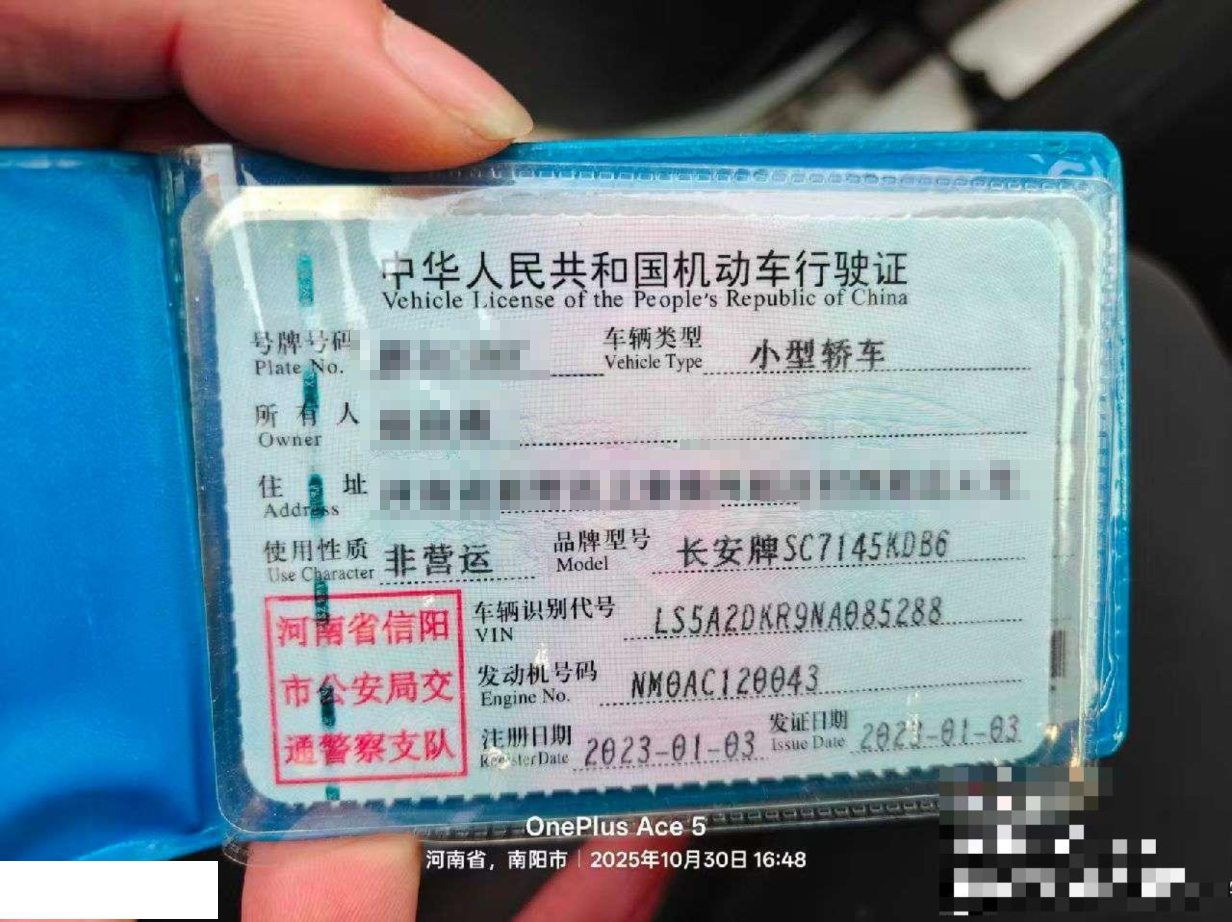 中华人民共和国机动车行驶证
Vehicle License of the People's Republic of China
号牌号码
Plate No.
车辆类型 小型轿车
Vehicle Type
所有人
Owner
住址
Address
使用性质 非营运
Use Character
品牌型号 长安牌SC7145KDB6
Model
河南省信阳
市公安局交
通警察支队
车辆识别代号 LS5A2DKR9NA085288
VIN
发动机号码 NM0AC120043
Engine No.
注册日期 2023-01-03
Register Date
发证日期 2023-01-03
Issue Date
OnePlus Ace 5
河南省，南阳市 | 2025年10月30日 16:48